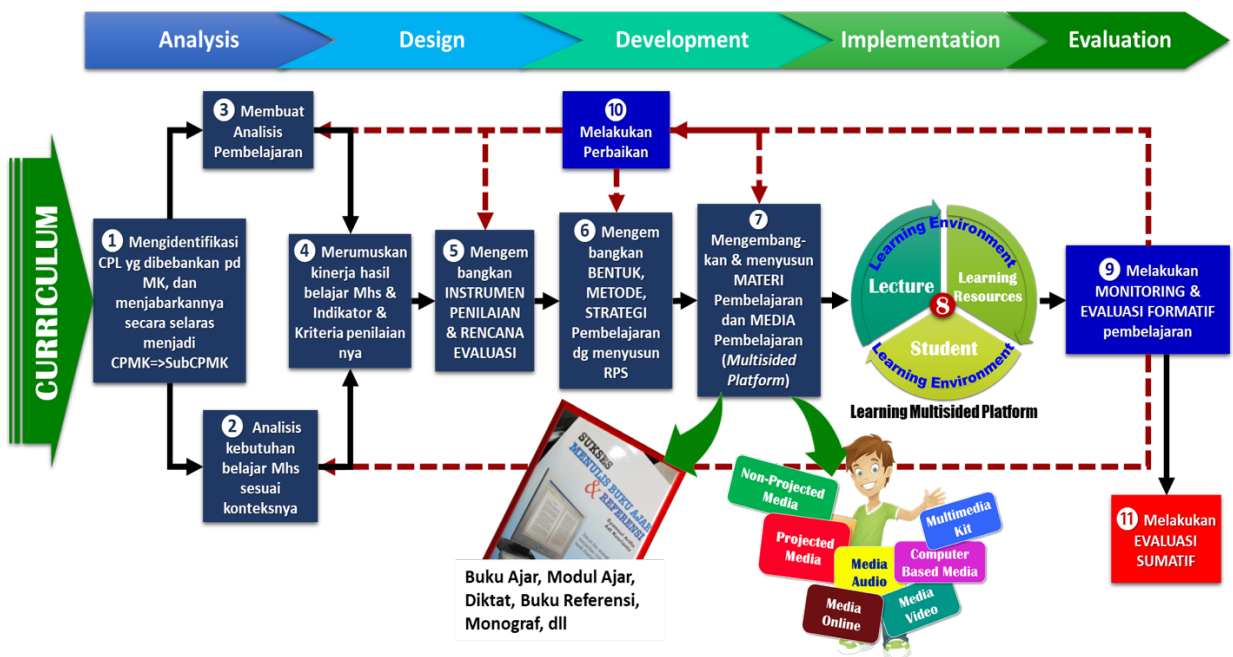 Analysis
Design
Development
Implementation
Evaluation
CURRICULUM
3 Membuat
Analisis
Pembelajaran
10
Melakukan
Perbaikan
1 Mengidentifikasi
CPL yg dibebankan pd
MK, dan
menjabarkannya
secara selaras
menjadi
CPMK=>SubCPMK
4 Merumuskan
kinerja hasil
belajar Mhs &
Indikator &
Kriteria penilaian
nya
5 Mengem
bangkan
INSTRUMEN
PENILAIAN
& RENCANA
EVALUASI
6 Mengem
bangkan
BENTUK,
METODE,
STRATEGI
Pembelajaran
dg menyusun
RPS
7
Mengembang-
kan & menyusun
MATERI
Pembelajaran
dan MEDIA
Pembelajaran
(Multisided
Platform)
Learning Environment
Lecture
Learning
Resources
8
Student
Learning Environment
Learning Multisided Platform
9 Melakukan
MONITORING &
EVALUASI FORMATIF
pembelajaran
2 Analisis
kebutuhan
belajar Mhs
sesuai
konteksnya
SUKSES
MENULIS BUKU AJAR
& REFERENSI
Buku Ajar, Modul Ajar,
Diktat, Buku Referensi,
Monograf, dll
Non-Projected
Media
Projected
Media
Media
Audio
Multimedia
Kit
Computer
Based Media
Media
Online
Media
Video
11 Melakukan
EVALUASI
SUMATIF